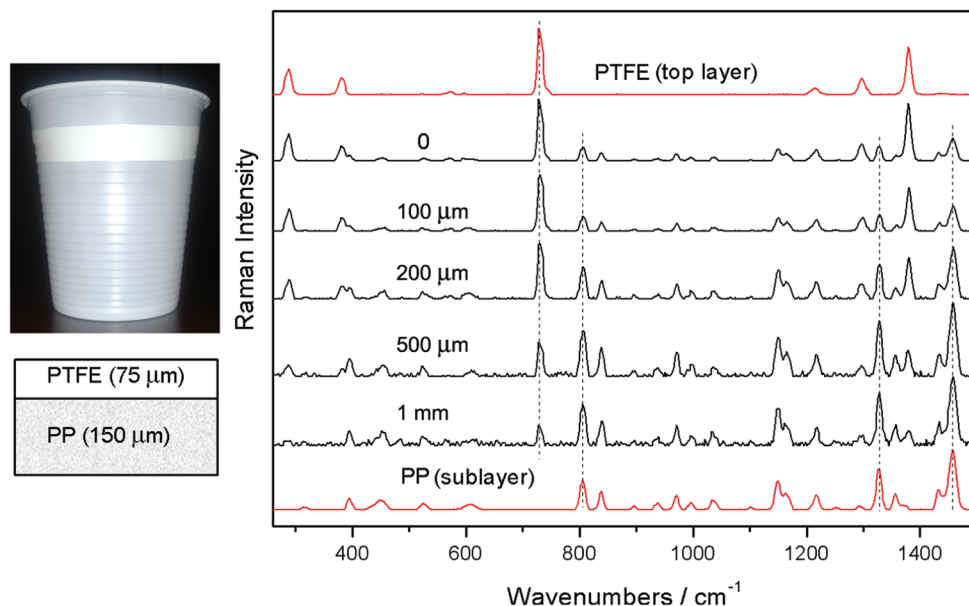 PTFE (75 μm)
PP (150 μm)
Raman Intensity
PTFE (top layer)
0
100 μm
200 μm
500 μm
1 mm
PP (sublayer)
400 600 800 1000 1200 1400
Wavenumbers / cm⁻¹